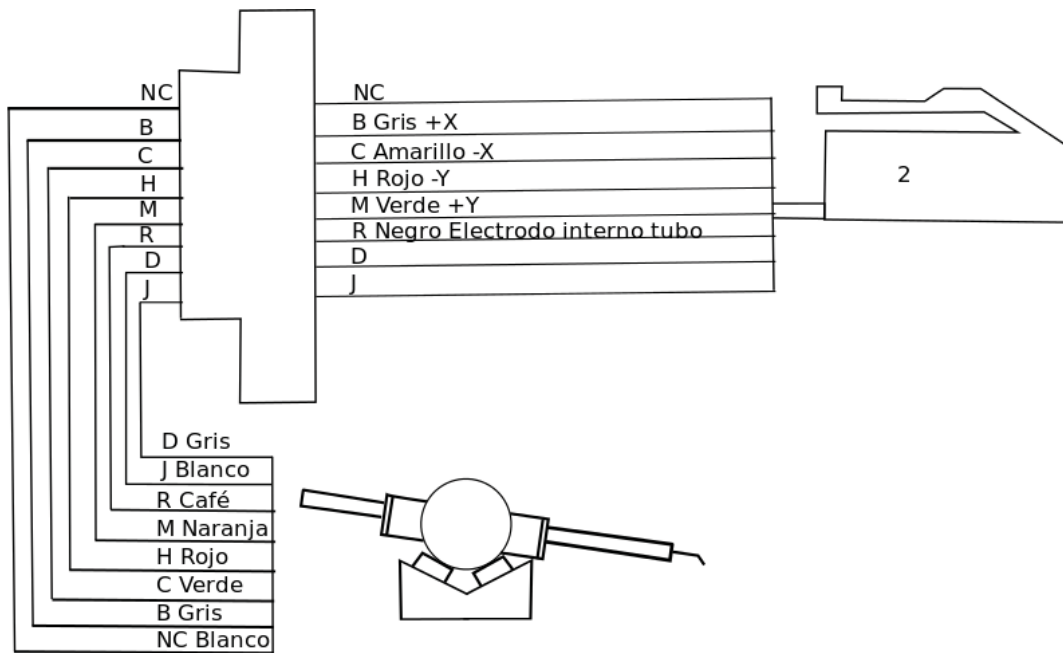 NC
B
C
H
M
R
D
J
NC
B Gris +X
C Amarillo -X
H Rojo -Y
M Verde +Y
R Negro Electrodo interno tubo
D
J
2
D Gris
J Blanco
R Café
M Naranja
H Rojo
C Verde
B Gris
NC Blanco